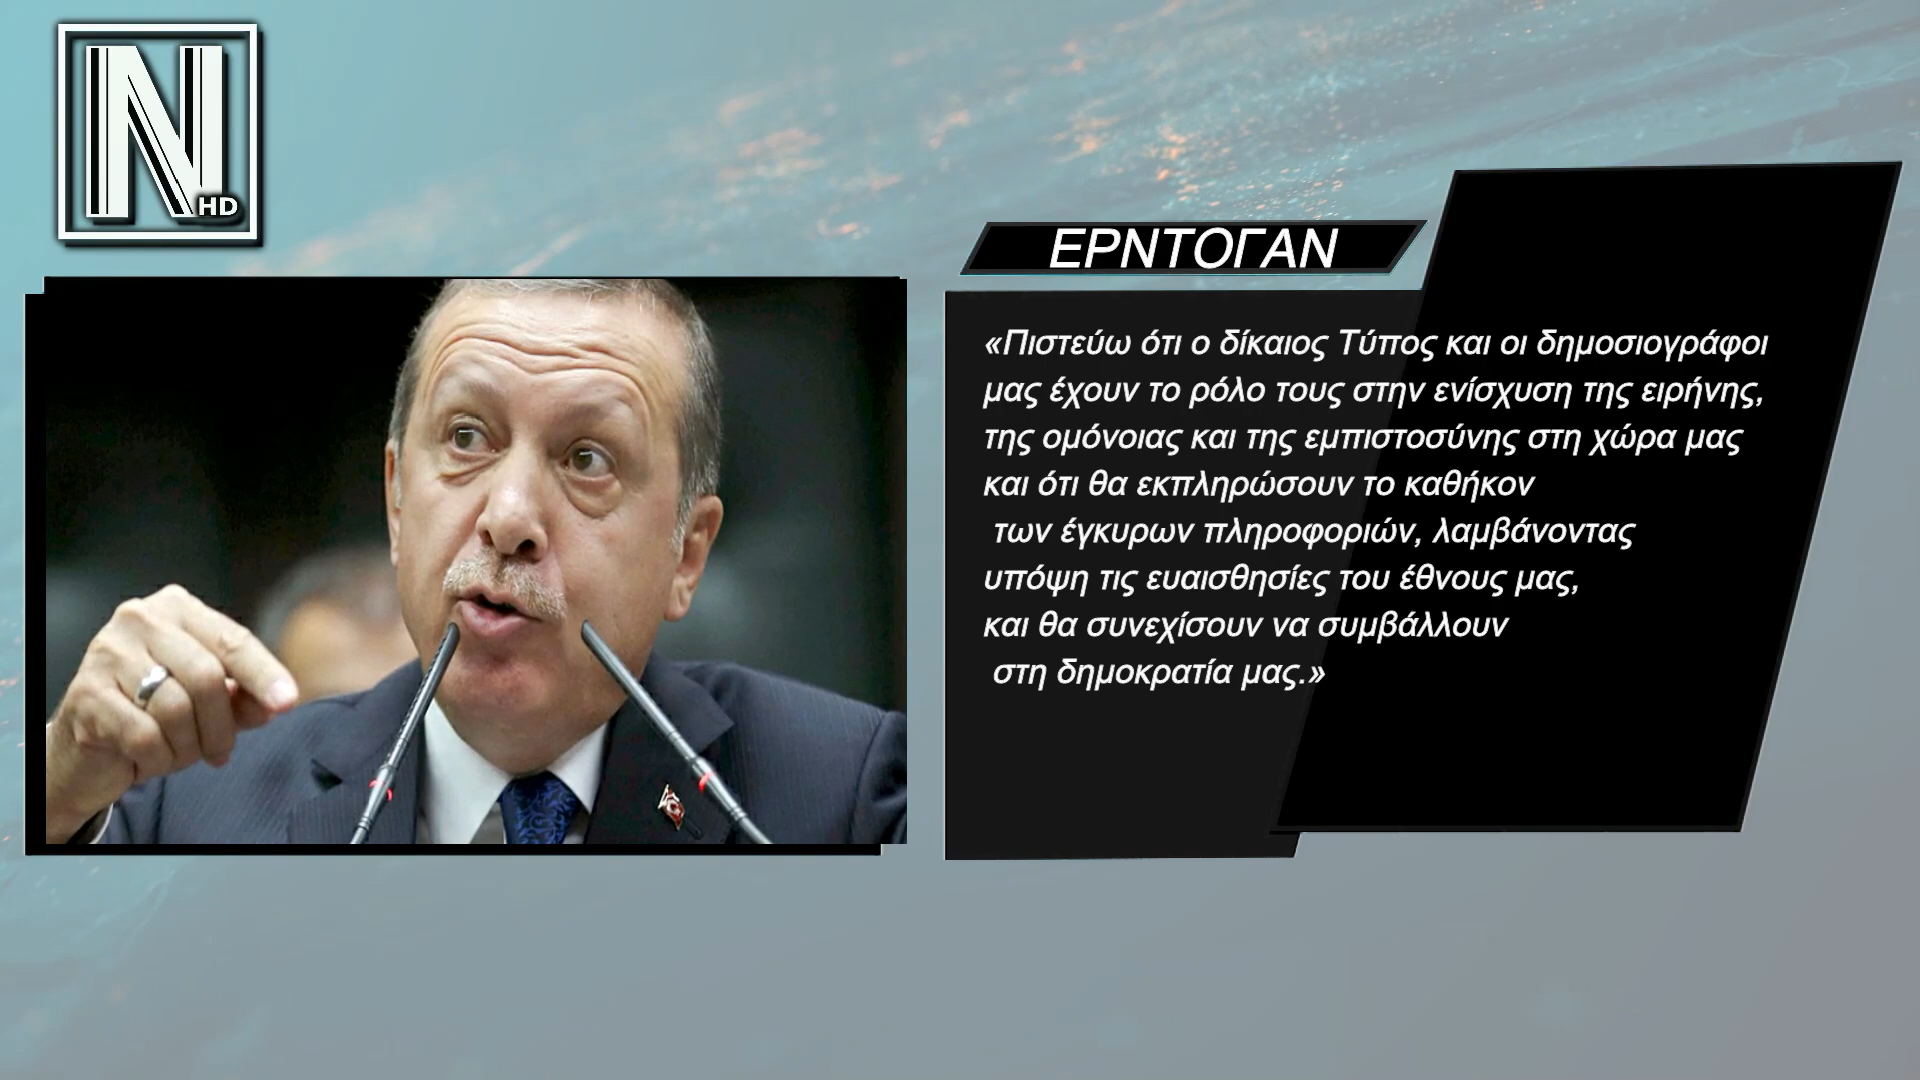 N HD
ΕΡΝΤΟΓΑΝ
«Πιστεύω ότι ο δίκαιος Τύπος και οι δημοσιογράφοι
μας έχουν το ρόλο τους στην ενίσχυση της ειρήνης,
της ομόνοιας και της εμπιστοσύνης στη χώρα μας
και ότι θα εκπληρώσουν το καθήκον
των έγκυρων πληροφοριών, λαμβάνοντας
υπόψη τις ευαισθησίες του έθνους μας,
και θα συνεχίσουν να συμβάλλουν
στη δημοκρατία μας.»